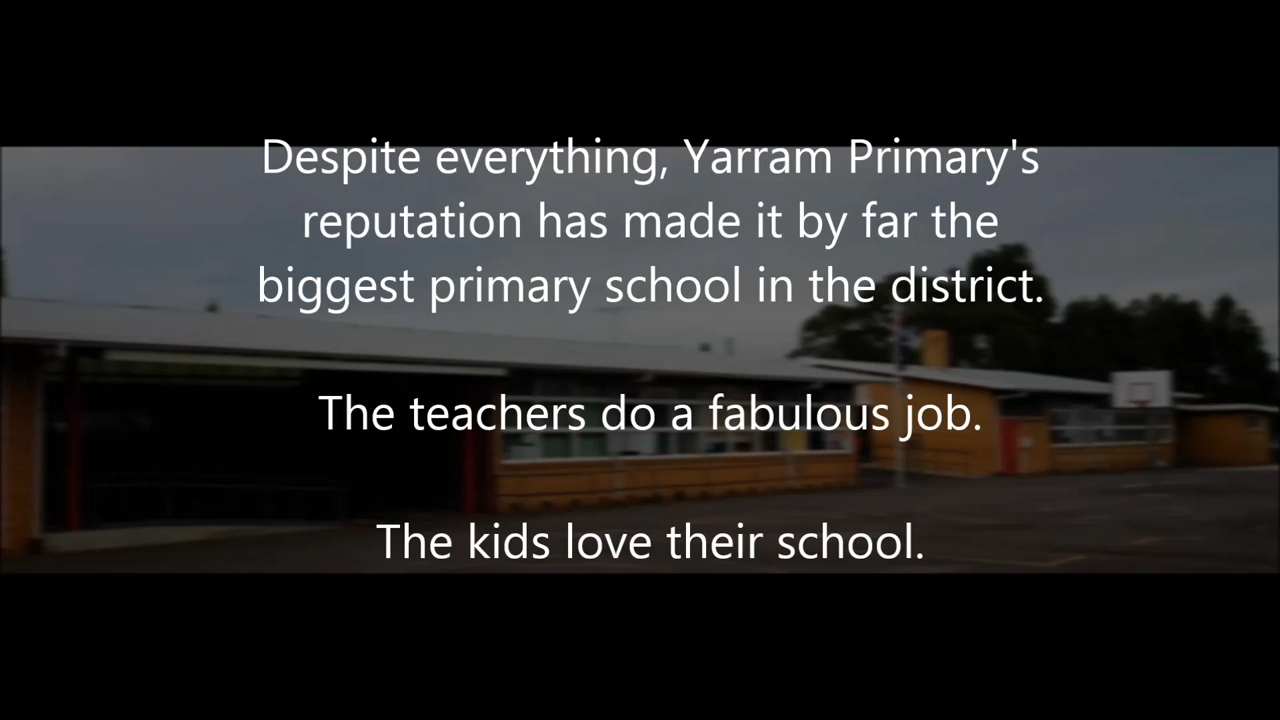 Despite everything, Yarram Primary's
reputation has made it by far the
biggest primary school in the district.
The teachers do a fabulous job.
The kids love their school.